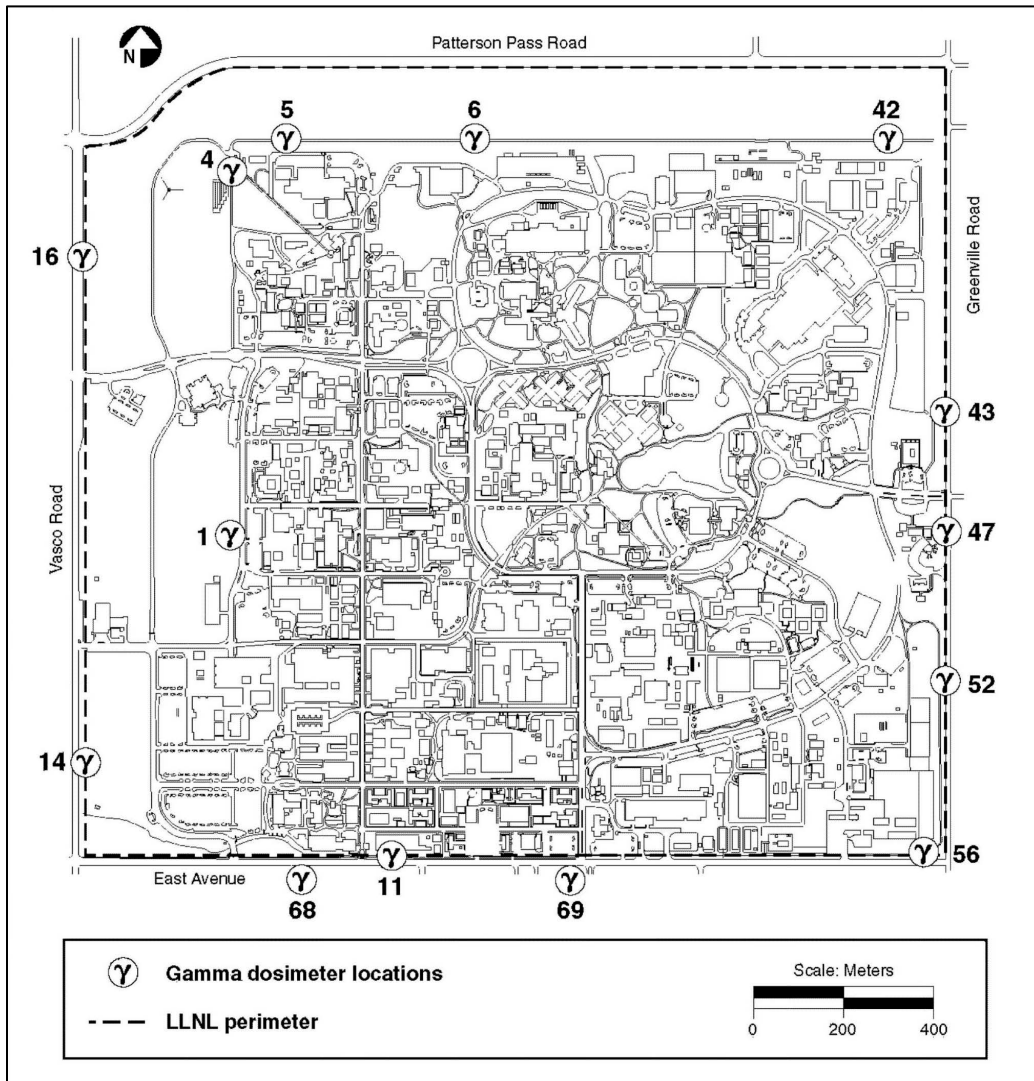 Patterson Pass Road
N
5
6
42
γ
γ
γ
4
γ
16
γ
Greenville Road
γ
43
Vasco Road
1
γ
γ
47
γ
52
14
γ
γ
γ
56
East Avenue
γ
11
γ
68
69
γ Gamma dosimeter locations
LLNL perimeter
Scale: Meters
0 200 400